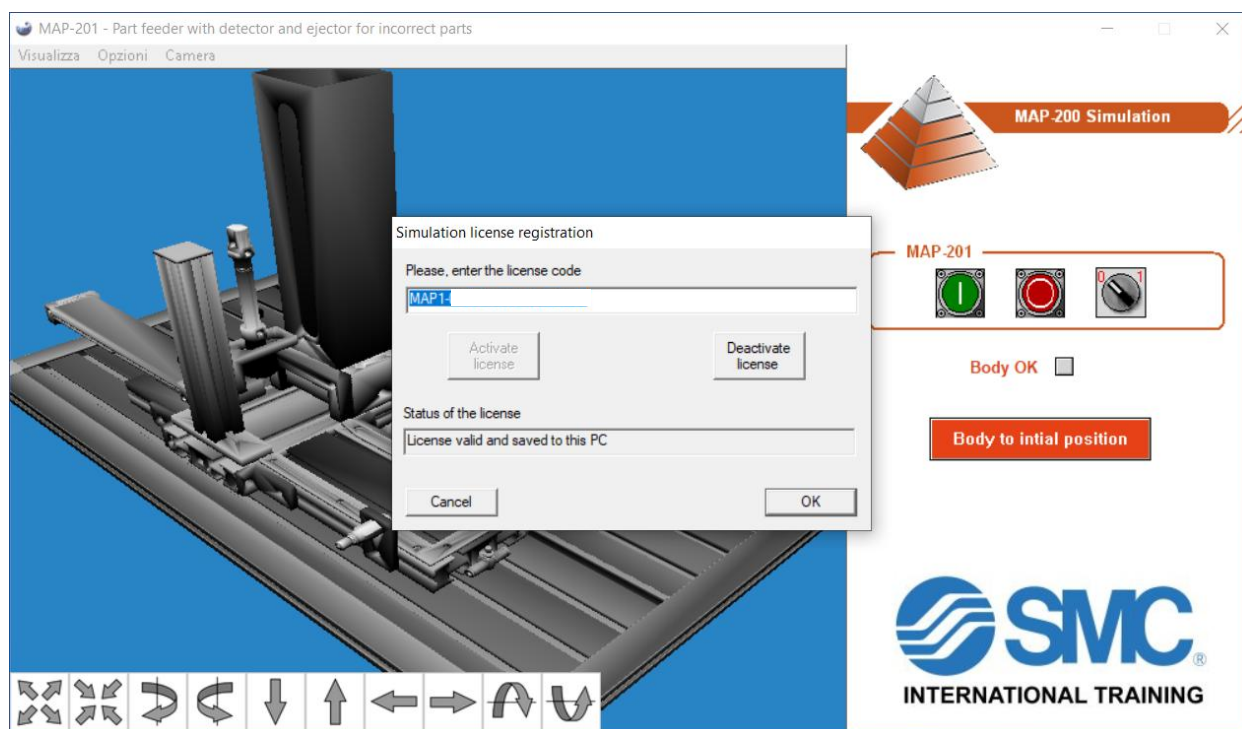 MAP-201 - Part feeder with detector and ejector for incorrect parts
Visualizza Opzioni Camera
MAP-200 Simulation
Simulation license registration
Please, enter the license code
MAP1-
Activate
license
Deactivate
license
Status of the license
License valid and saved to this PC
Cancel
OK
MAP-201
0 1
Body OK
Body to intial position
SMC
®
INTERNATIONAL TRAINING